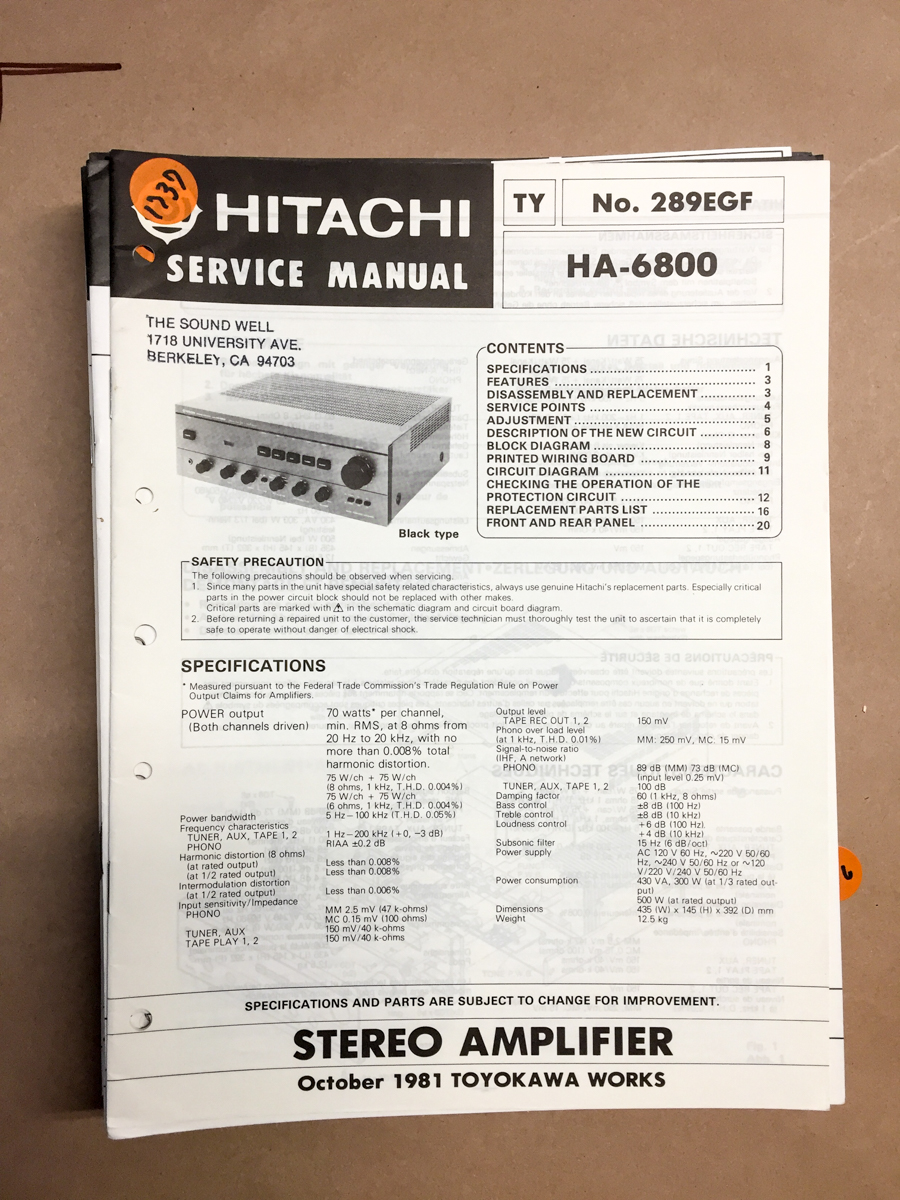 1237
HITACHI
SERVICE MANUAL
TY
No. 289EGF
HA-6800
THE SOUND WELL
1718 UNIVERSITY AVE.
BERKELEY, CA 94703
Black type
CONTENTS
SPECIFICATIONS ........ 1
FEATURES ........ 3
DISASSEMBLY AND REPLACEMENT ........ 3
SERVICE POINTS ........ 4
ADJUSTMENT ........ 5
DESCRIPTION OF THE NEW CIRCUIT ........ 6
BLOCK DIAGRAM ........ 8
PRINTED WIRING BOARD ........ 9
CIRCUIT DIAGRAM ........ 11
CHECKING THE OPERATION OF THE
PROTECTION CIRCUIT ........ 12
REPLACEMENT PARTS LIST ........ 16
FRONT AND REAR PANEL ........ 20
SAFETY PRECAUTION
The following precautions should be observed when servicing.
1. Since many parts in the unit have special safety related characteristics, always use genuine Hitachi's replacement parts. Especially critical
parts in the power circuit block should not be replaced with other makes.
Critical parts are marked with ⚠ in the schematic diagram and circuit board diagram.
2. Before returning a repaired unit to the customer, the service technician must thoroughly test the unit to ascertain that it is completely
safe to operate without danger of electrical shock.
SPECIFICATIONS
* Measured pursuant to the Federal Trade Commission's Trade Regulation Rule on Power
Output Claims for Amplifiers.
POWER output 70 watts* per channel,
(Both channels driven) min. RMS, at 8 ohms from
20 Hz to 20 kHz, with no
more than 0.008% total
harmonic distortion.
75 W/ch + 75 W/ch
(8 ohms, 1 kHz, T.H.D. 0.004%)
75 W/ch + 75 W/ch
(6 ohms, 1 kHz, T.H.D. 0.004%)
Power bandwidth 5 Hz–100 kHz (T.H.D. 0.05%)
Frequency characteristics
TUNER, AUX, TAPE 1, 2 1 Hz–200 kHz (+0, −3 dB)
PHONO RIAA ±0.2 dB
Harmonic distortion (8 ohms)
(at rated output) Less than 0.008%
(at 1/2 rated output) Less than 0.008%
Intermodulation distortion
(at 1/2 rated output) Less than 0.006%
Input sensitivity/Impedance
PHONO MM 2.5 mV (47 k-ohms)
MC 0.15 mV (100 ohms)
TUNER, AUX 150 mV/40 k-ohms
TAPE PLAY 1, 2 150 mV/40 k-ohms
Output level
TAPE REC OUT 1, 2 150 mV
Phono over load level
(at 1 kHz, T.H.D. 0.01%) MM: 250 mV, MC: 15 mV
Signal-to-noise ratio
(IHF, A network)
PHONO 89 dB (MM) 73 dB (MC)
(input level 0.25 mV)
TUNER, AUX, TAPE 1, 2 100 dB
Damping factor 60 (1 kHz, 8 ohms)
Bass control ±8 dB (100 Hz)
Treble control ±8 dB (10 kHz)
Loudness control +6 dB (100 Hz),
+4 dB (10 kHz)
Subsonic filter 15 Hz (6 dB/oct)
Power supply AC 120 V 60 Hz, ~220 V 50/60
Hz, ~240 V 50/60 Hz or ~120
V/220 V/240 V 50/60 Hz
Power consumption 430 VA, 300 W (at 1/3 rated out-
put)
500 W (at rated output)
Dimensions 435 (W) x 145 (H) x 392 (D) mm
Weight 12.5 kg
SPECIFICATIONS AND PARTS ARE SUBJECT TO CHANGE FOR IMPROVEMENT.
STEREO AMPLIFIER
October 1981 TOYOKAWA WORKS